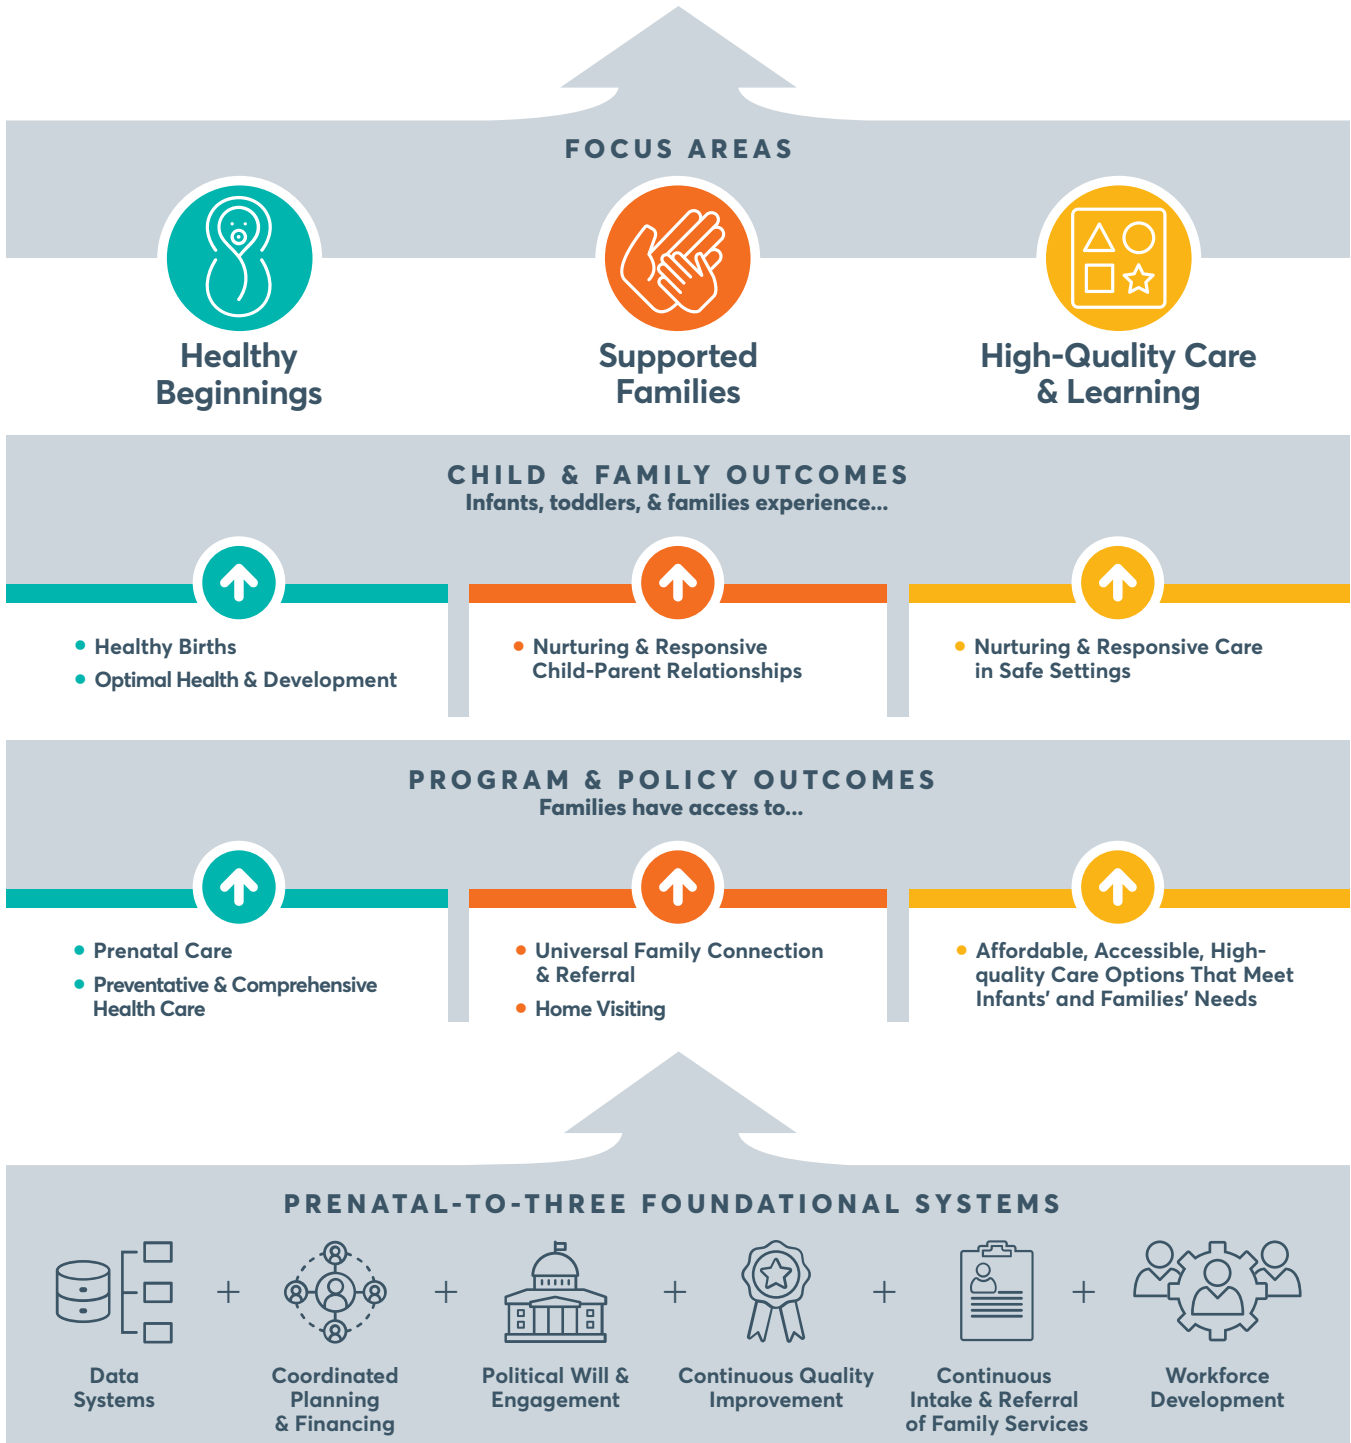 FOCUS AREAS
Healthy
Beginnings
Supported
Families
High-Quality Care
& Learning
CHILD & FAMILY OUTCOMES
Infants, toddlers, & families experience...
• Healthy Births
• Optimal Health & Development
• Nurturing & Responsive
Child-Parent Relationships
• Nurturing & Responsive Care
in Safe Settings
PROGRAM & POLICY OUTCOMES
Families have access to...
• Prenatal Care
• Preventative & Comprehensive
Health Care
• Universal Family Connection
& Referral
• Home Visiting
• Affordable, Accessible, High-
quality Care Options That Meet
Infants’ and Families’ Needs
PRENATAL-TO-THREE FOUNDATIONAL SYSTEMS
+ + + + +
Data
Systems
Coordinated
Planning
& Financing
Political Will &
Engagement
Continuous Quality
Improvement
Continuous
Intake & Referral
of Family Services
Workforce
Development